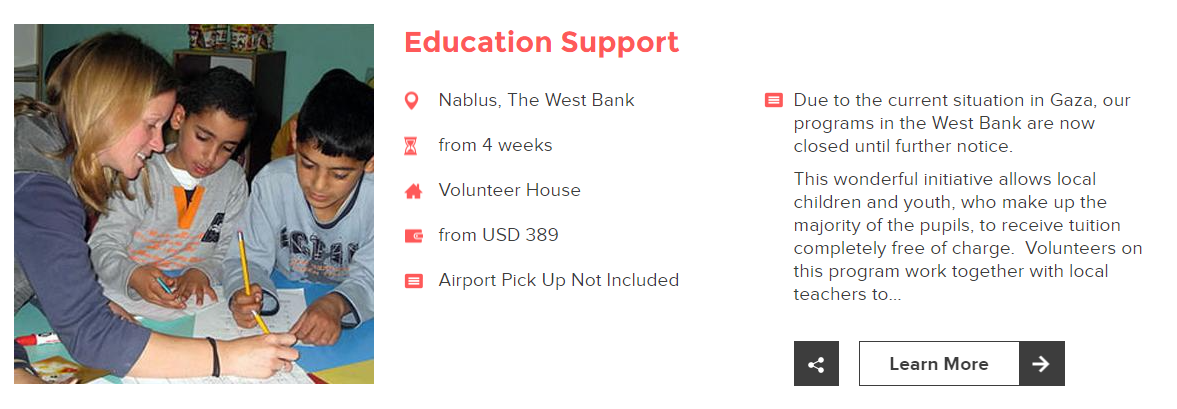 Education Support
Nablus, The West Bank
from 4 weeks
Volunteer House
from USD 389
Airport Pick Up Not Included
Due to the current situation in Gaza, our
programs in the West Bank are now
closed until further notice.
This wonderful initiative allows local
children and youth, who make up the
majority of the pupils, to receive tuition
completely free of charge.  Volunteers on
this program work together with local
teachers to...
Learn More